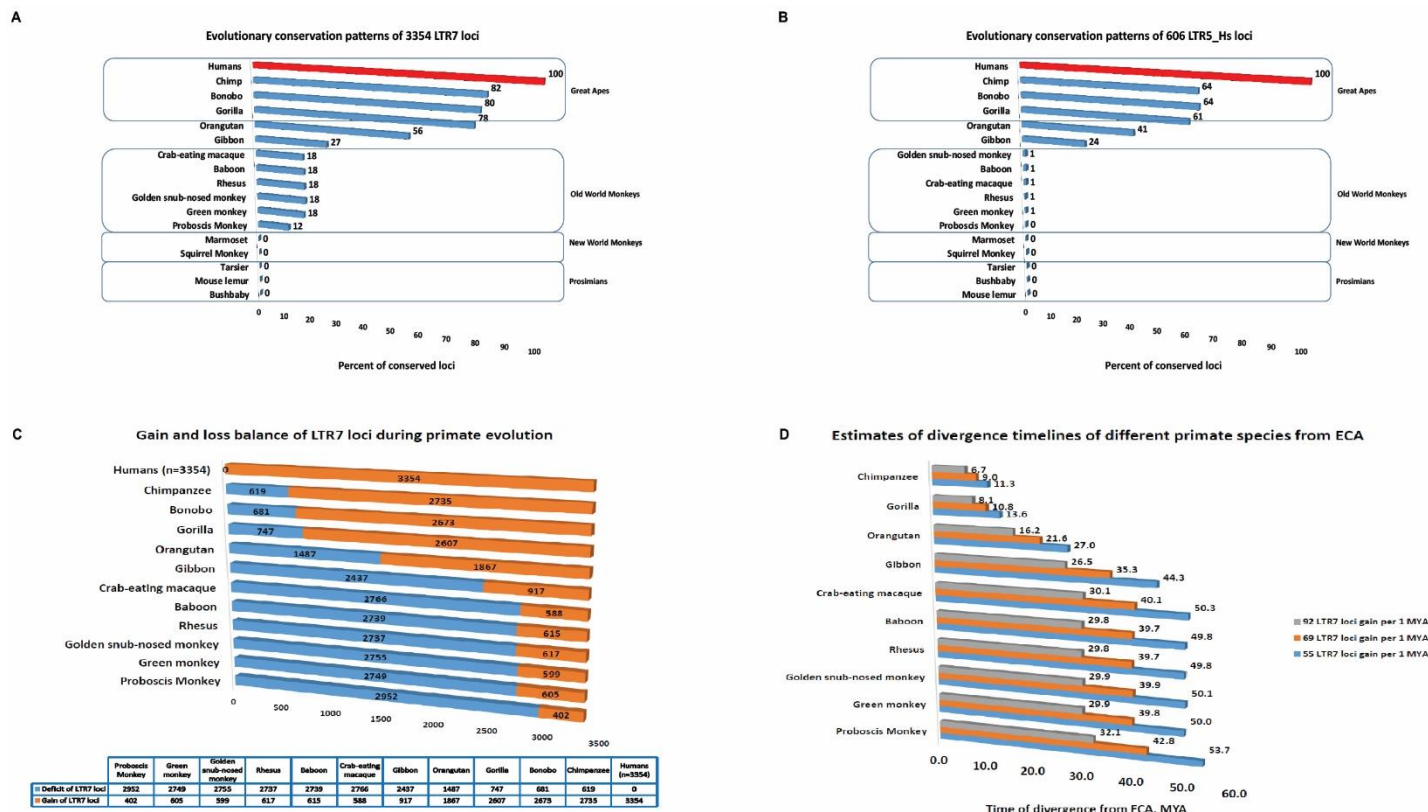 A
Evolutionary conservation patterns of 3354 LTR7 loci
Humans
100
Chimp
82
Bonobo
80
Gorilla
78
Orangutan
56
Gibbon
27
Crab-eating macaque
18
Baboon
18
Rhesus
18
Golden snub-nosed monkey
18
Green monkey
18
Proboscis Monkey
12
Marmoset
0
Squirrel Monkey
0
Tarsier
0
Mouse lemur
0
Bushbaby
0
Great Apes
Old World Monkeys
New World Monkeys
Prosimians
0 10 20 30 40 50 60 70 80 90 100
Percent of conserved loci
B
Evolutionary conservation patterns of 606 LTR5_Hs loci
Humans
100
Chimp
64
Bonobo
64
Gorilla
61
Orangutan
41
Gibbon
24
Golden snub-nosed monkey
1
Baboon
1
Crab-eating macaque
1
Rhesus
1
Green monkey
1
Proboscis Monkey
0
Marmoset
0
Squirrel Monkey
0
Tarsier
0
Bushbaby
0
Mouse lemur
0
Great Apes
Old World Monkeys
New World Monkeys
Prosimians
0 10 20 30 40 50 60 70 80 90 100
Percent of conserved loci
C
Gain and loss balance of LTR7 loci during primate evolution
Humans (n=3354)
0 3354
Chimpanzee
619 2735
Bonobo
681 2673
Gorilla
747 2607
Orangutan
1487 1867
Gibbon
2437 917
Crab-eating macaque
2766 588
Baboon
2739 615
Rhesus
2737 617
Golden snub-nosed monkey
2755 599
Green monkey
2749 605
Proboscis Monkey
2952 402
0 500 1000 1500 2000 2500 3000 3500
Proboscis Monkey Green monkey Golden snub-nosed monkey Rhesus Baboon Crab-eating macaque Gibbon Orangutan Gorilla Bonobo Chimpanzee Humans (n=3354)
Deficit of LTR7 loci 2952 2749 2755 2737 2739 2766 2437 1487 747 681 619 0
Gain of LTR7 loci 402 605 599 617 615 588 917 1867 2607 2673 2735 3354
D
Estimates of divergence timelines of different primate species from ECA
Chimpanzee
6.7
9.0
11.3
Gorilla
8.1
10.8
13.6
Orangutan
16.2
21.6
27.0
Gibbon
26.5
35.3
44.3
Crab-eating macaque
30.1
40.1
50.3
Baboon
29.8
39.7
49.8
Rhesus
29.8
39.7
49.8
Golden snub-nosed monkey
29.9
39.9
50.1
Green monkey
29.9
39.8
50.0
Proboscis Monkey
32.1
42.8
53.7
92 LTR7 loci gain per 1 MYA
69 LTR7 loci gain per 1 MYA
55 LTR7 loci gain per 1 MYA
0.0 10.0 20.0 30.0 40.0 50.0 60.0
Time of divergence from ECA, MYA